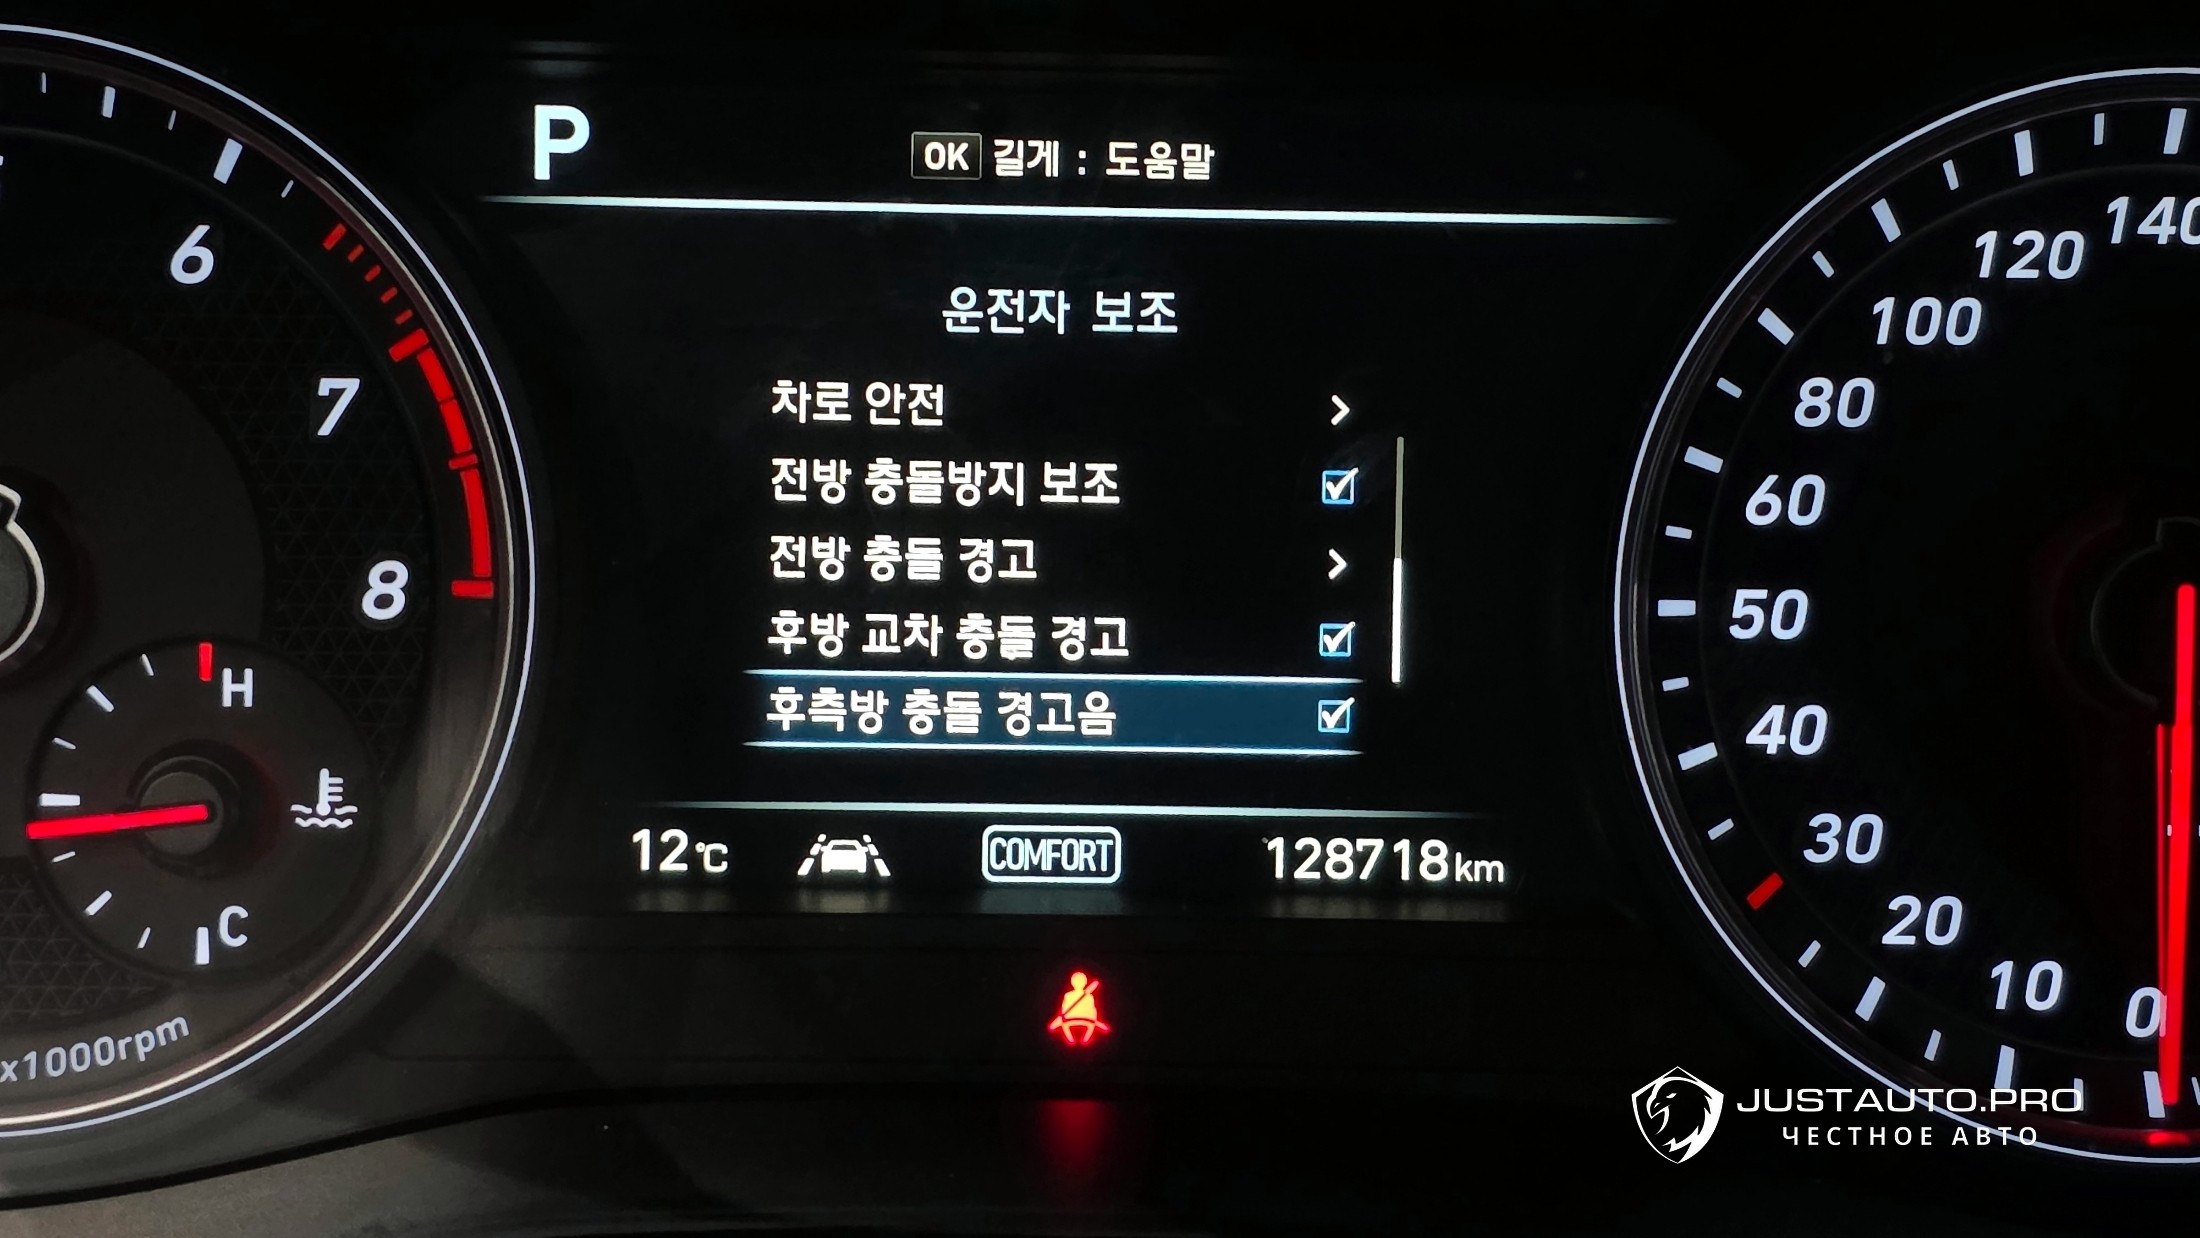 P
OK 길게 : 도움말
운전자 보조
차로 안전
전방 충돌방지 보조
전방 충돌 경고
후방 교차 충돌 경고
후측방 충돌 경고음
12℃
COMFORT
128718km
6
7
8
H
C
x1000rpm
140
120
100
80
60
50
40
30
20
10
0
JUSTAUTO.PRO
ЧЕСТНОЕ АВТО